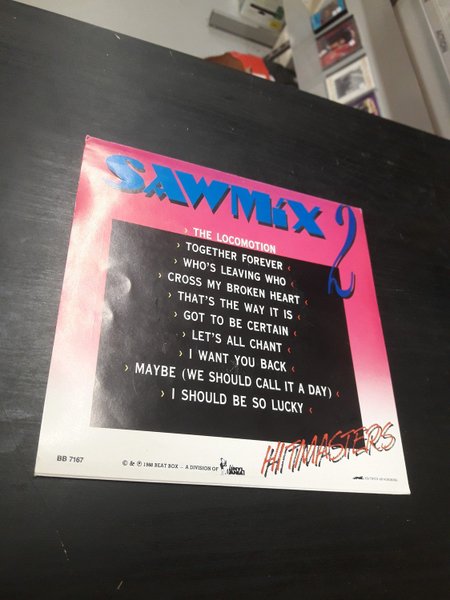 SAWMiX 2
› THE LOCOMOTION
› TOGETHER FOREVER ‹
› WHO'S LEAVING WHO ‹
› CROSS MY BROKEN HEART ‹
› THAT'S THE WAY IT IS ‹
› GOT TO BE CERTAIN ‹
› LET'S ALL CHANT ‹
› I WANT YOU BACK ‹
› MAYBE (WE SHOULD CALL IT A DAY) ‹
› I SHOULD BE SO LUCKY ‹
HITMASTERS
BB 7167
© & ℗ 1988 BEAT BOX - A DIVISION OF